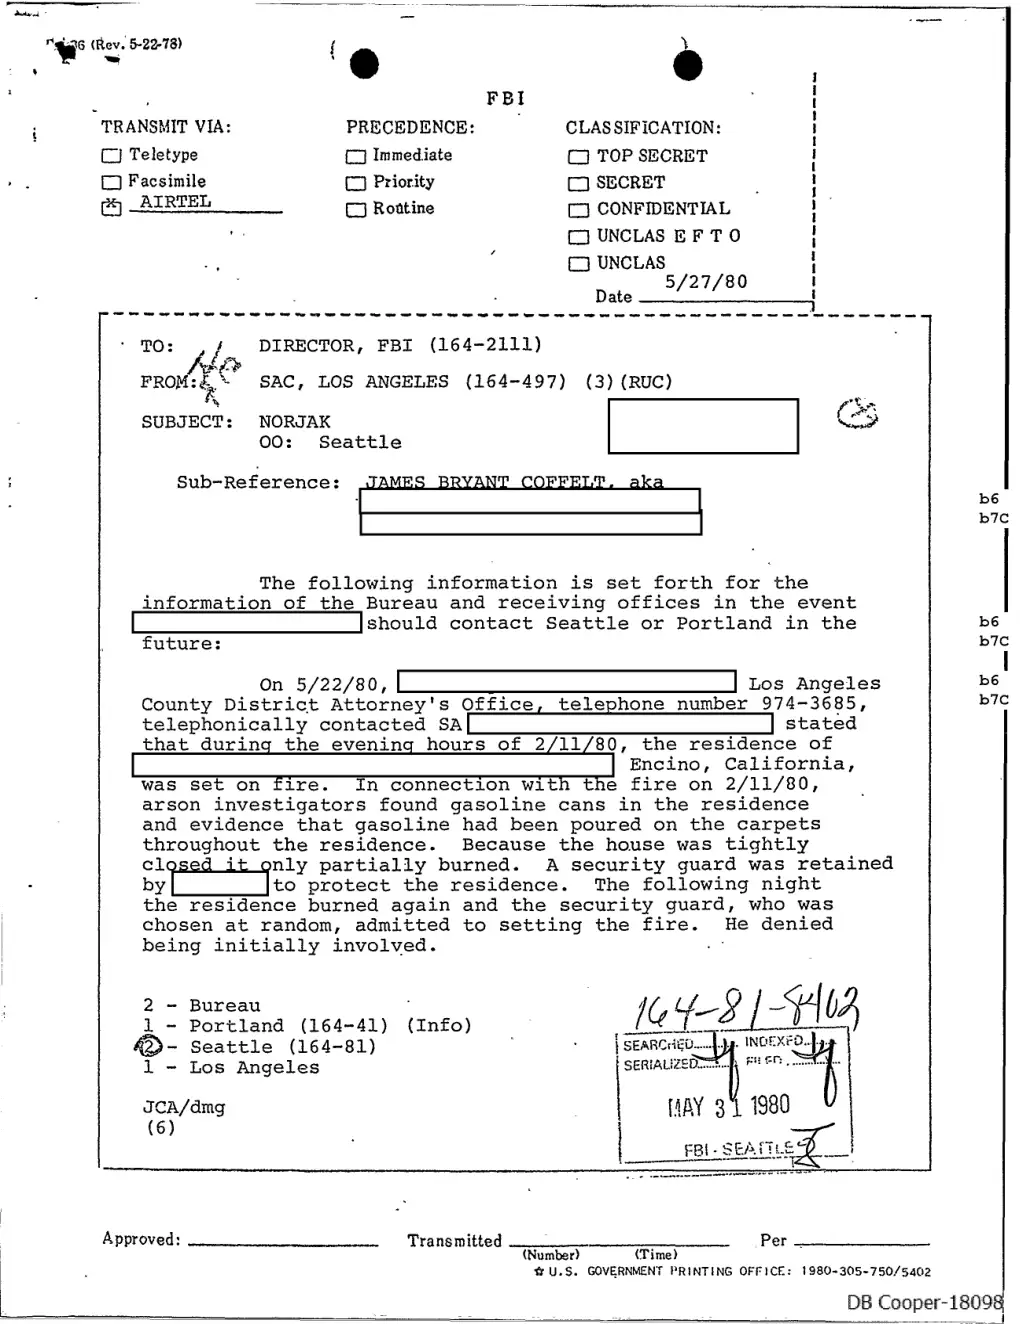 (Rev. 5-22-78)
FBI
TRANSMIT VIA: PRECEDENCE: CLASSIFICATION:
Teletype Immediate TOP SECRET
Facsimile Priority SECRET
X AIRTEL Routine CONFIDENTIAL
UNCLAS E F T O
UNCLAS
5/27/80
Date
TO: DIRECTOR, FBI (164-2111)
FROM: SAC, LOS ANGELES (164-497) (3)(RUC)
SUBJECT: NORJAK
OO: Seattle
Sub-Reference: JAMES BRYANT COFFELT, aka
b6
b7C
The following information is set forth for the
information of the Bureau and receiving offices in the event
should contact Seattle or Portland in the b6
future: b7C
On 5/22/80, Los Angeles b6
County District Attorney's Office, telephone number 974-3685, b7C
telephonically contacted SA stated
that during the evening hours of 2/11/80, the residence of
Encino, California,
was set on fire. In connection with the fire on 2/11/80,
arson investigators found gasoline cans in the residence
and evidence that gasoline had been poured on the carpets
throughout the residence. Because the house was tightly
closed it only partially burned. A security guard was retained
by to protect the residence. The following night
the residence burned again and the security guard, who was
chosen at random, admitted to setting the fire. He denied
being initially involved.
2 - Bureau
1 - Portland (164-41) (Info)
2 - Seattle (164-81)
1 - Los Angeles
JCA/dmg
(6)
164-81-8402
SEARCHED INDEXED
SERIALIZED FILED
MAY 31 1980
FBI - SEATTLE
Approved: Transmitted Per
(Number) (Time)
☆ U.S. GOVERNMENT PRINTING OFFICE: 1980-305-750/5402
DB Cooper-18098